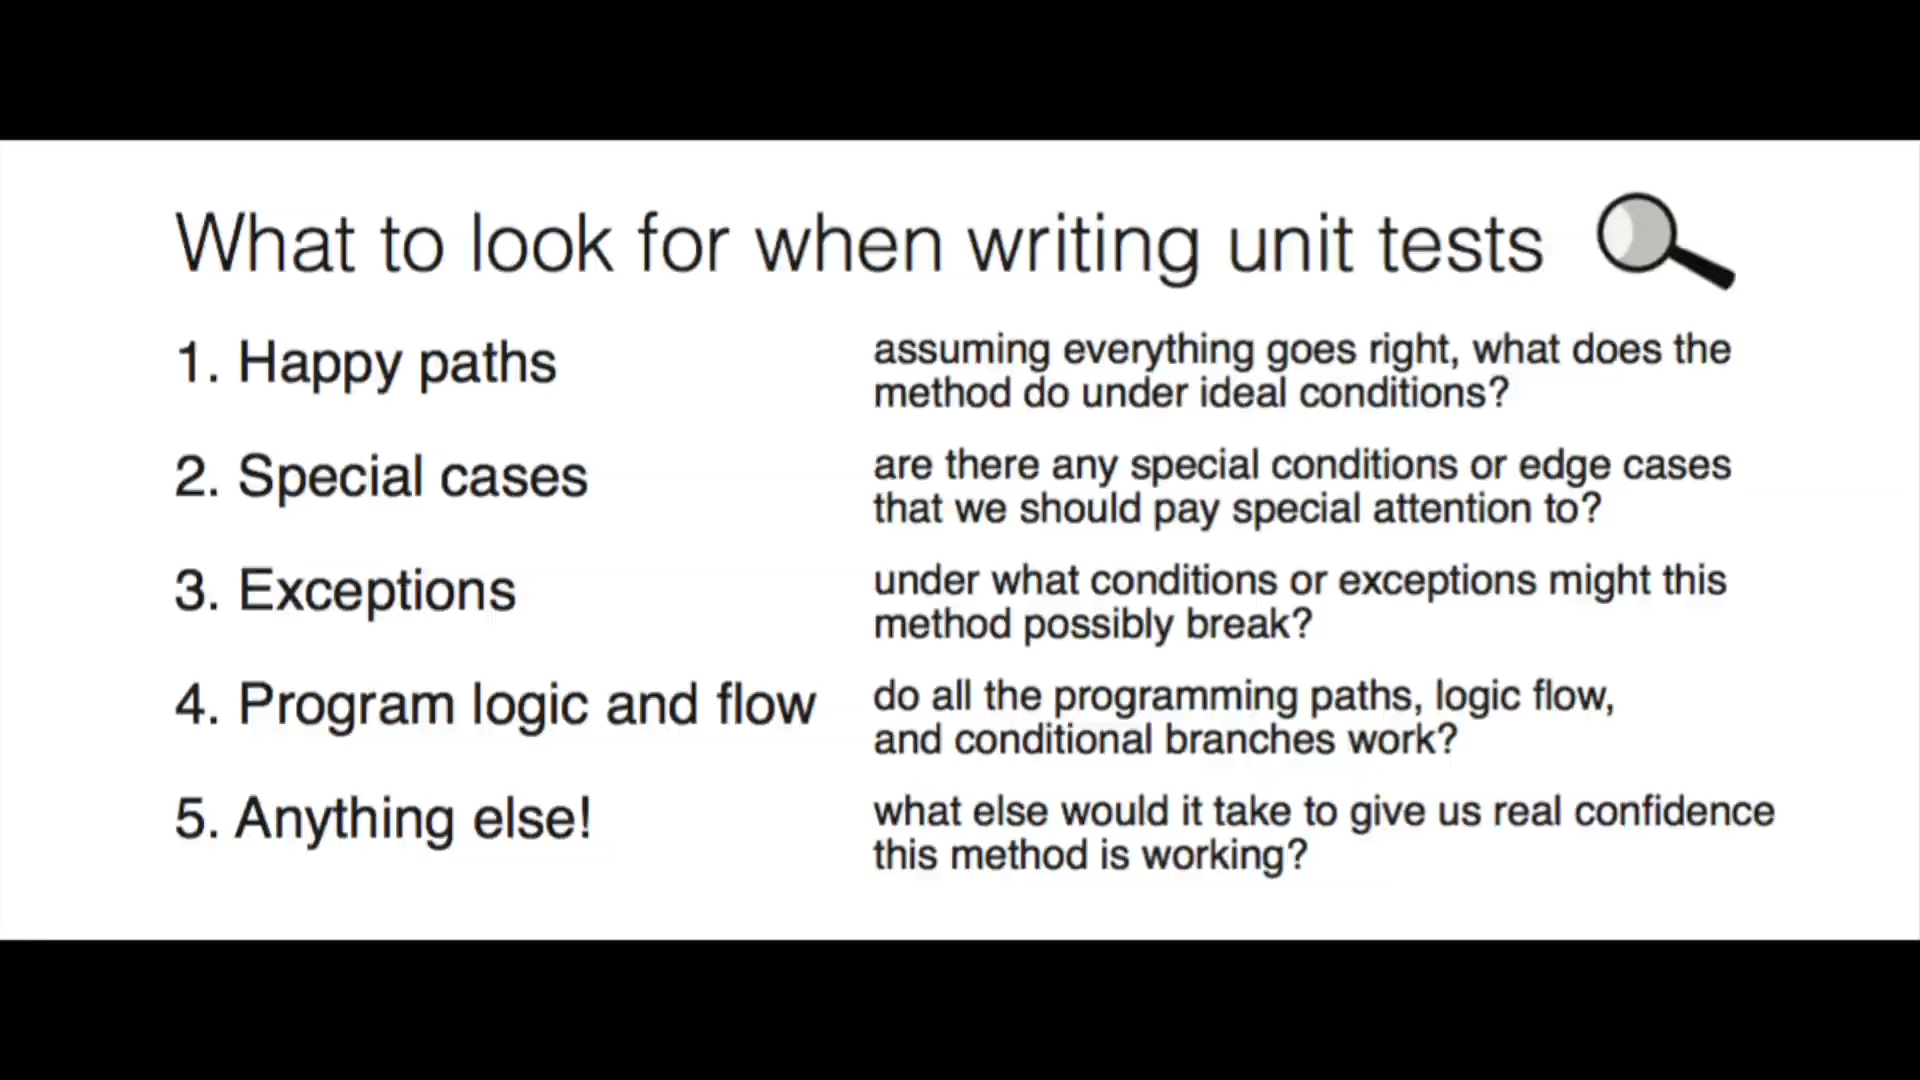 What to look for when writing unit tests
1. Happy paths
assuming everything goes right, what does the
method do under ideal conditions?
2. Special cases
are there any special conditions or edge cases
that we should pay special attention to?
3. Exceptions
under what conditions or exceptions might this
method possibly break?
4. Program logic and flow
do all the programming paths, logic flow,
and conditional branches work?
5. Anything else!
what else would it take to give us real confidence
this method is working?